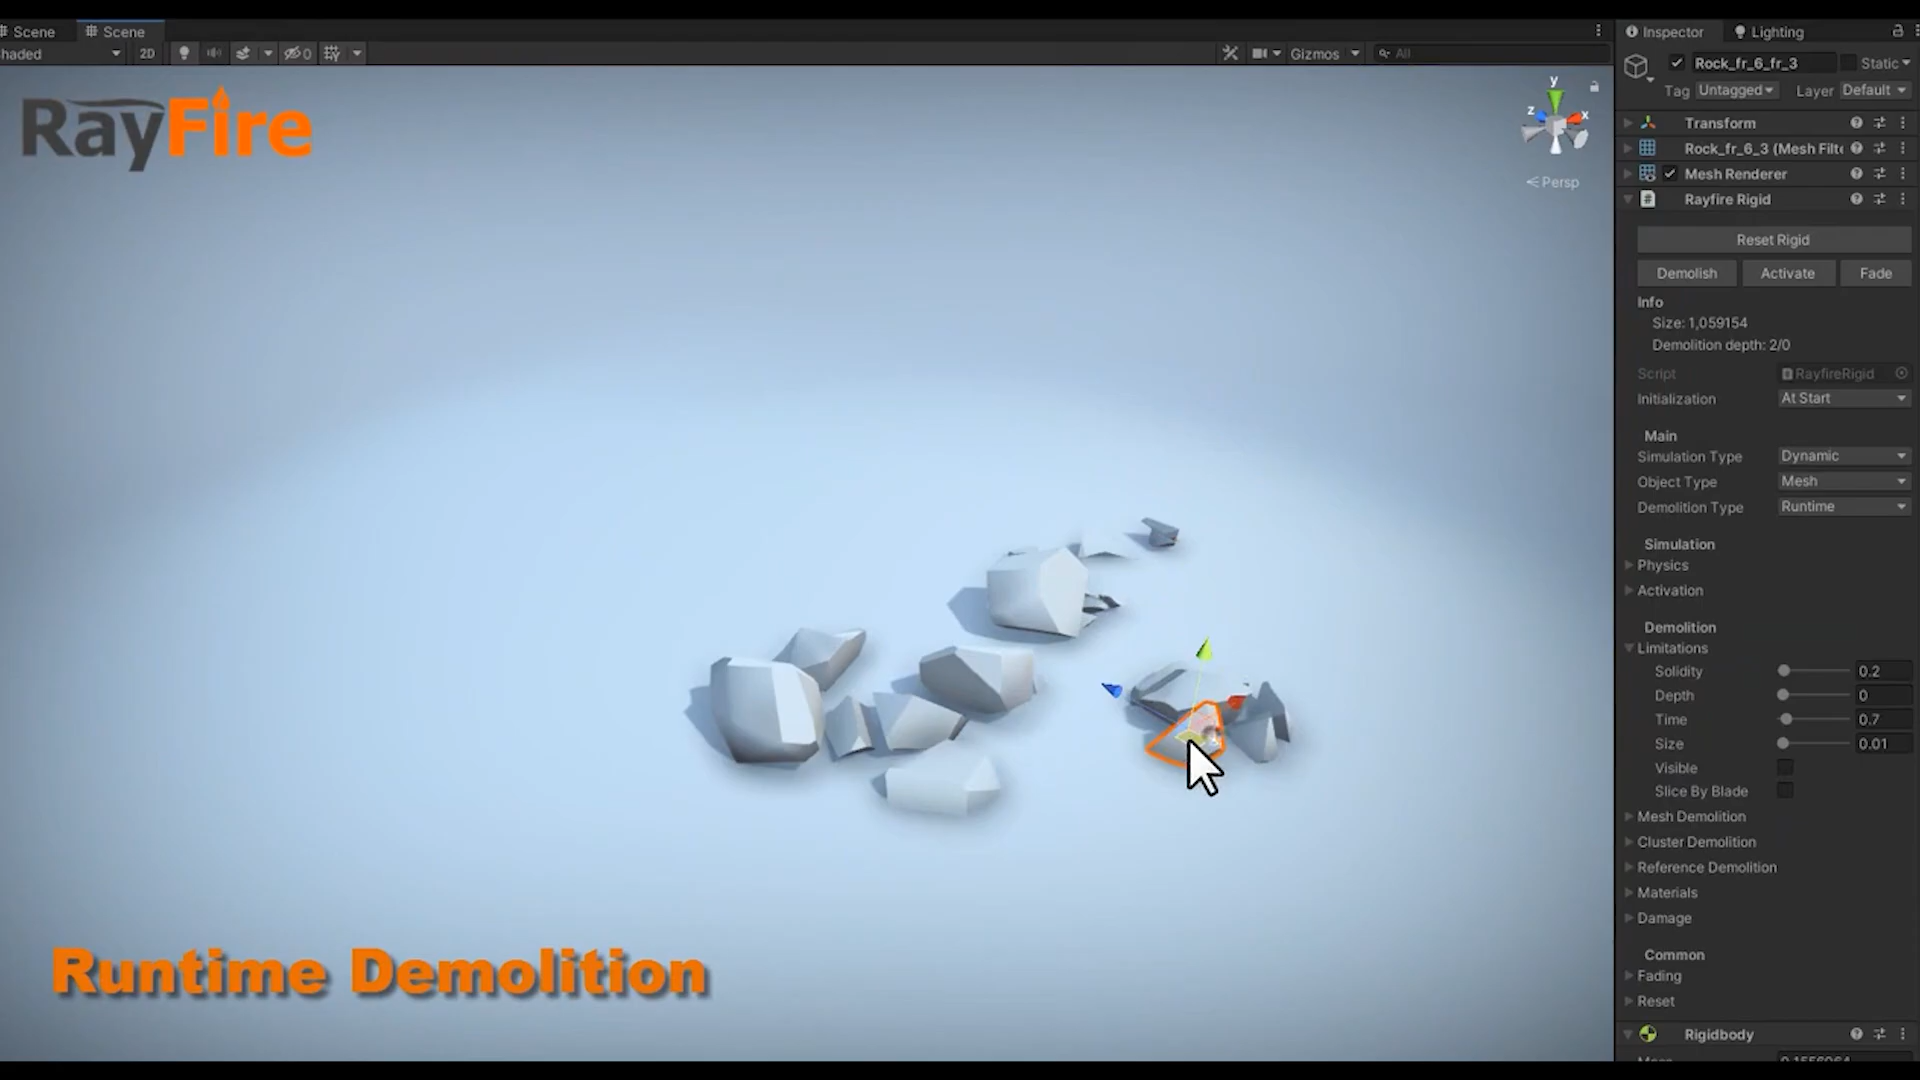 Scene
Scene
Inspector
Lighting
haded
2D
0
Gizmos
All
Rock_fr_6_fr_3
Static
Tag Untagged
Layer Default
RayFire
y
z
x
Persp
Transform
Rock_fr_6_3 (Mesh Filte
Mesh Renderer
Rayfire Rigid
Reset Rigid
Demolish
Activate
Fade
Info
Size: 1,059154
Demolition depth: 2/0
Script RayfireRigid
Initialization At Start
Main
Simulation Type Dynamic
Object Type Mesh
Demolition Type Runtime
Simulation
Physics
Activation
Demolition
Limitations
Solidity 0.2
Depth 0
Time 0.7
Size 0.01
Visible
Slice By Blade
Mesh Demolition
Cluster Demolition
Reference Demolition
Materials
Damage
Common
Fading
Reset
Runtime Demolition
Rigidbody